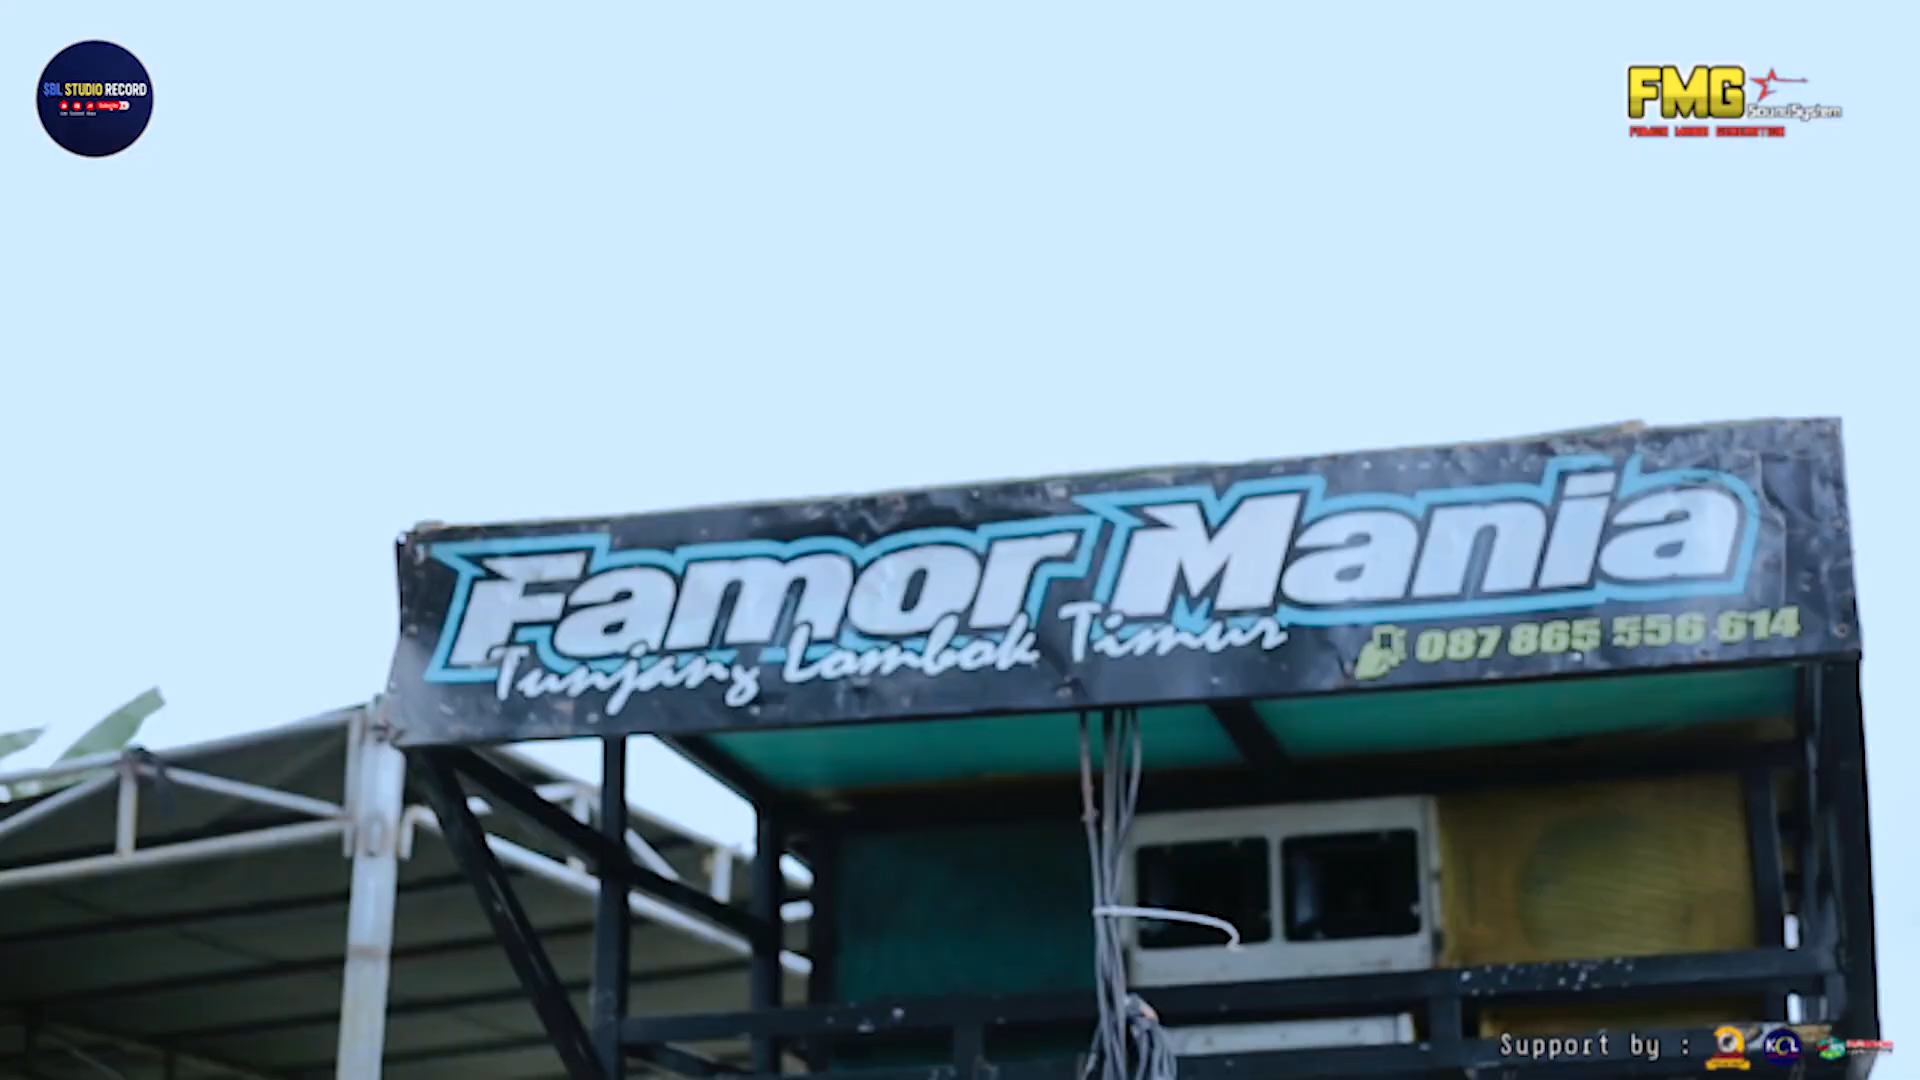 SBL STUDIO RECORD
FMG
SoundSystem
Famor Mania
Tunjang Lombok Timur
087 865 556 614
Support by :
KCL